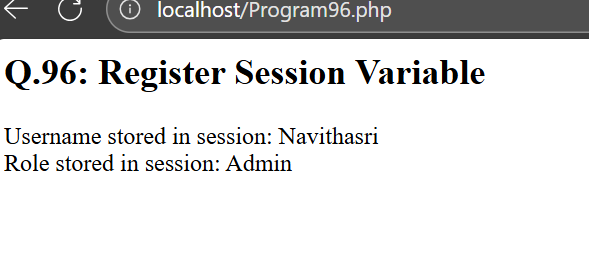 localhost/Program96.php
Q.96: Register Session Variable
Username stored in session: Navithasri
Role stored in session: Admin